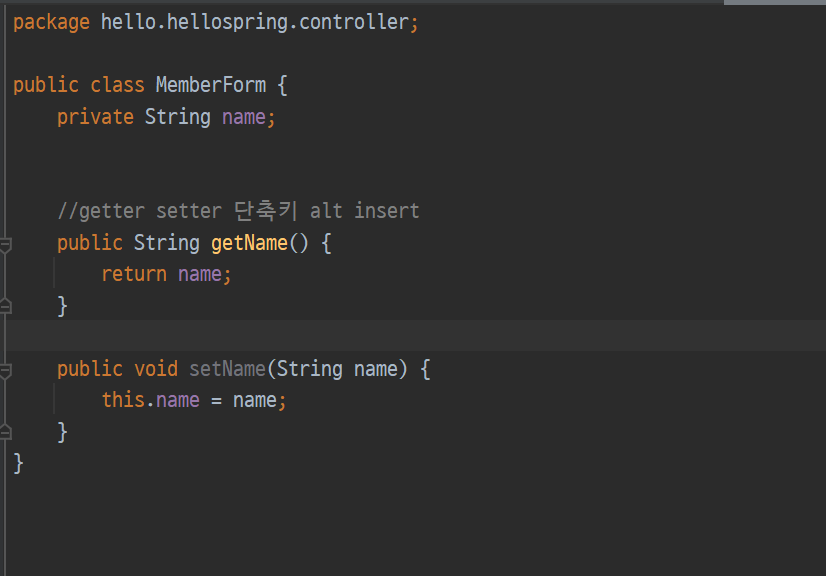 package hello.hellospring.controller;
public class MemberForm {
private String name;
//getter setter 단축키 alt insert
public String getName() {
return name;
}
public void setName(String name) {
this.name = name;
}
}